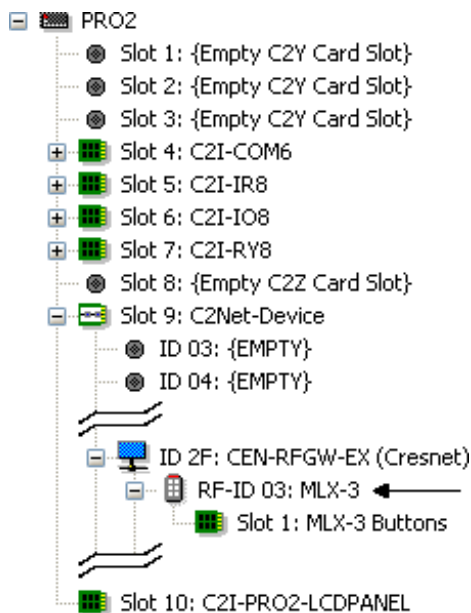 PRO2
Slot 1: {Empty C2Y Card Slot}
Slot 2: {Empty C2Y Card Slot}
Slot 3: {Empty C2Y Card Slot}
Slot 4: C2I-COM6
Slot 5: C2I-IR8
Slot 6: C2I-IO8
Slot 7: C2I-RY8
Slot 8: {Empty C2Z Card Slot}
Slot 9: C2Net-Device
ID 03: {EMPTY}
ID 04: {EMPTY}
ID 2F: CEN-RFGW-EX (Cresnet)
RF-ID 03: MLX-3
Slot 1: MLX-3 Buttons
Slot 10: C2I-PRO2-LCDPANEL